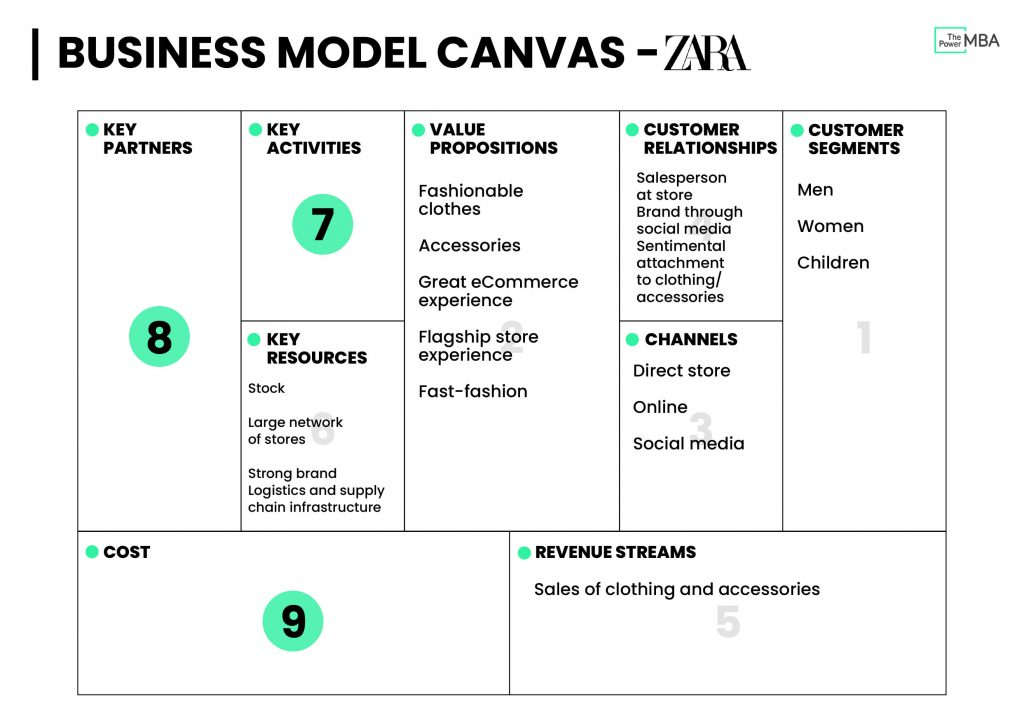 BUSINESS MODEL CANVAS - ZARA
The Power MBA
KEY
PARTNERS
8
KEY
ACTIVITIES
7
KEY
RESOURCES
Stock
Large network
of stores
6
Strong brand
Logistics and supply
chain infrastructure
VALUE
PROPOSITIONS
Fashionable
clothes
Accessories
Great eCommerce
experience
Flagship store
experience
2
Fast-fashion
CUSTOMER
RELATIONSHIPS
Salesperson
at store
Brand through
social media
4
Sentimental
attachment
to clothing/
accessories
CHANNELS
Direct store
Online
3
Social media
CUSTOMER
SEGMENTS
Men
Women
Children
1
COST
9
REVENUE STREAMS
Sales of clothing and accessories
5